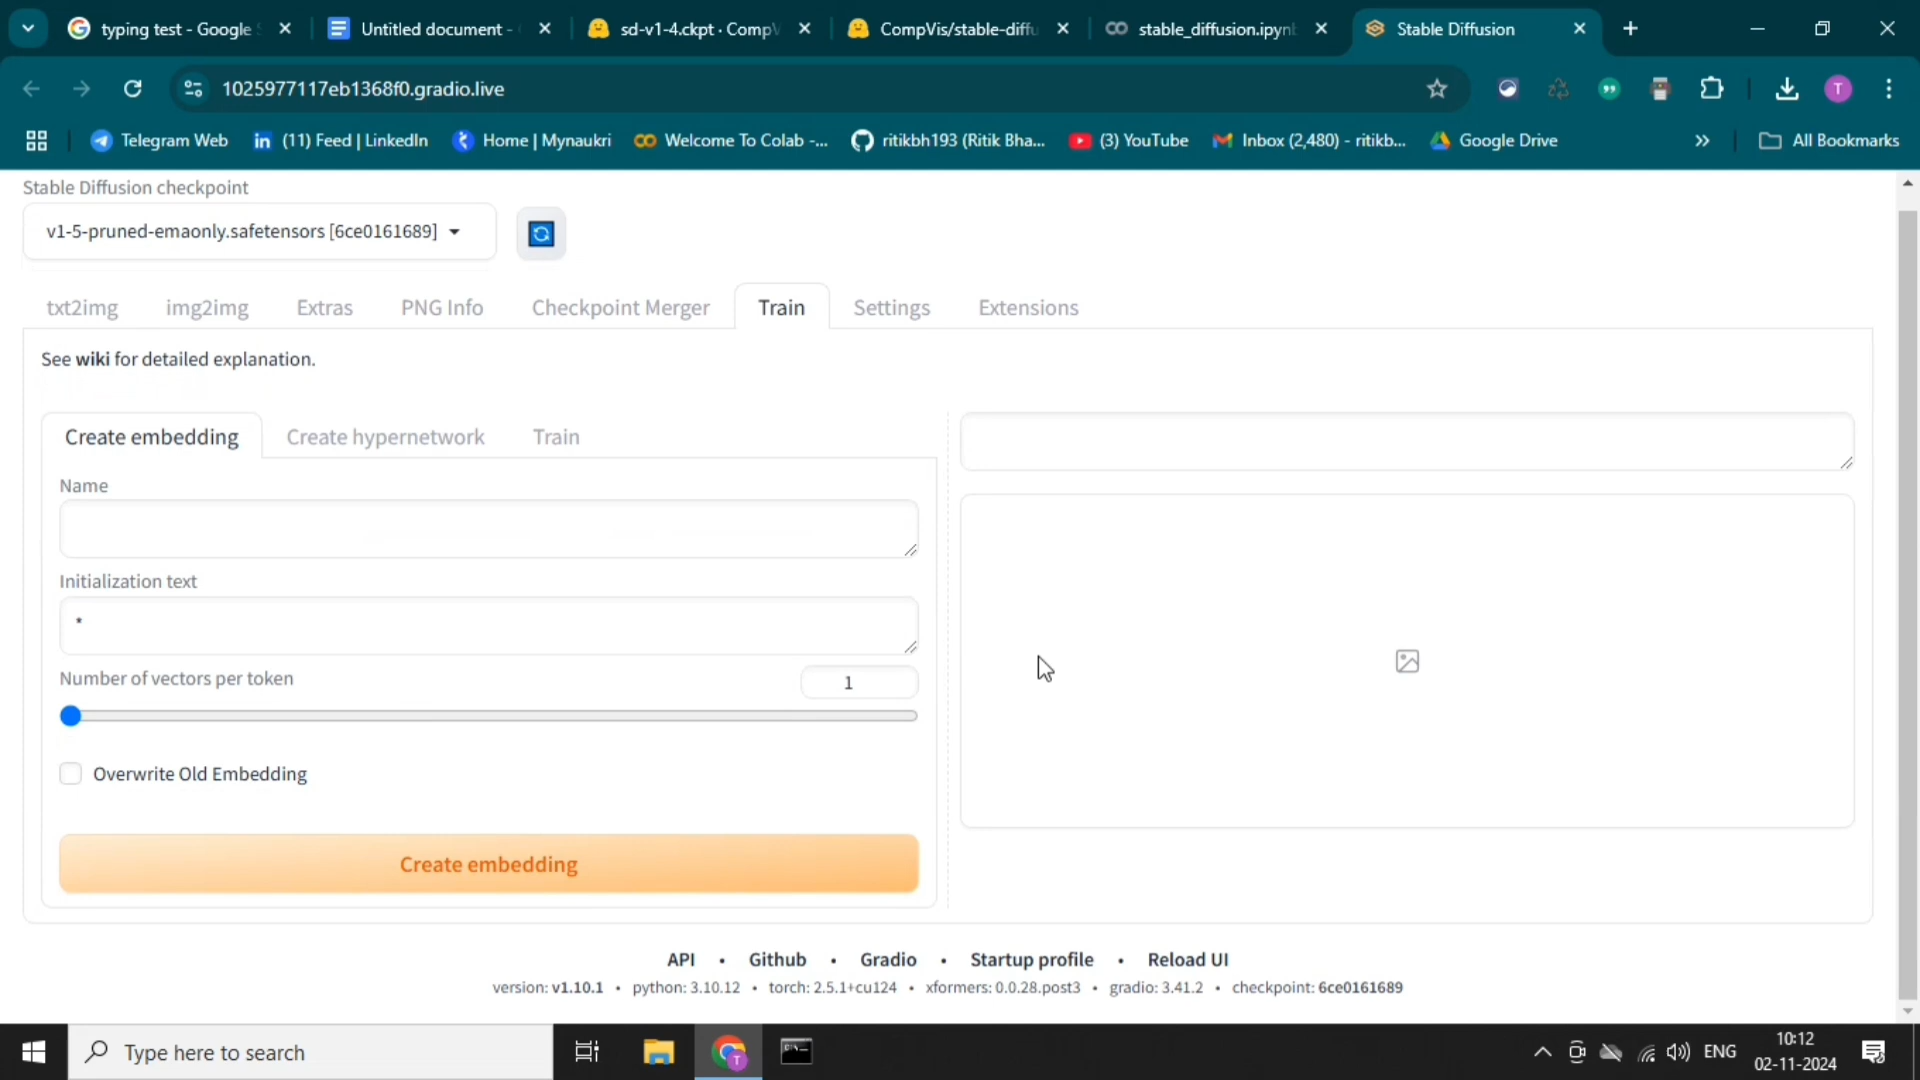 typing test - Google S
Untitled document -
sd-v1-4.ckpt · CompV
CompVis/stable-diffu
stable_diffusion.ipynb
Stable Diffusion
1025977117eb1368f0.gradio.live
Telegram Web
(11) Feed | LinkedIn
Home | Mynaukri
Welcome To Colab -...
ritikbh193 (Ritik Bha...
(3) YouTube
Inbox (2,480) - ritikb...
Google Drive
All Bookmarks
Stable Diffusion checkpoint
v1-5-pruned-emaonly.safetensors [6ce0161689]
txt2img
img2img
Extras
PNG Info
Checkpoint Merger
Train
Settings
Extensions
See wiki for detailed explanation.
Create embedding
Create hypernetwork
Train
Name
Initialization text
*
Number of vectors per token
1
Overwrite Old Embedding
Create embedding
API • Github • Gradio • Startup profile • Reload UI
version: v1.10.1 • python: 3.10.12 • torch: 2.5.1+cu124 • xformers: 0.0.28.post3 • gradio: 3.41.2 • checkpoint: 6ce0161689
Type here to search
ENG
10:12
02-11-2024